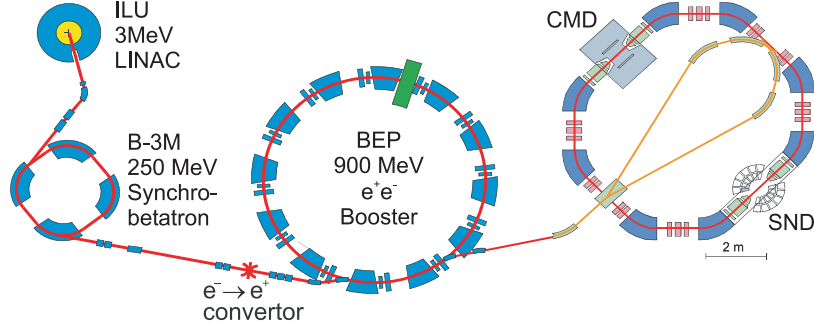 ILU
3MeV
LINAC
B-3M
250 MeV
Synchro-
betatron
e⁻ → e⁺
convertor
BEP
900 MeV
e⁺e⁻
Booster
CMD
SND
2 m